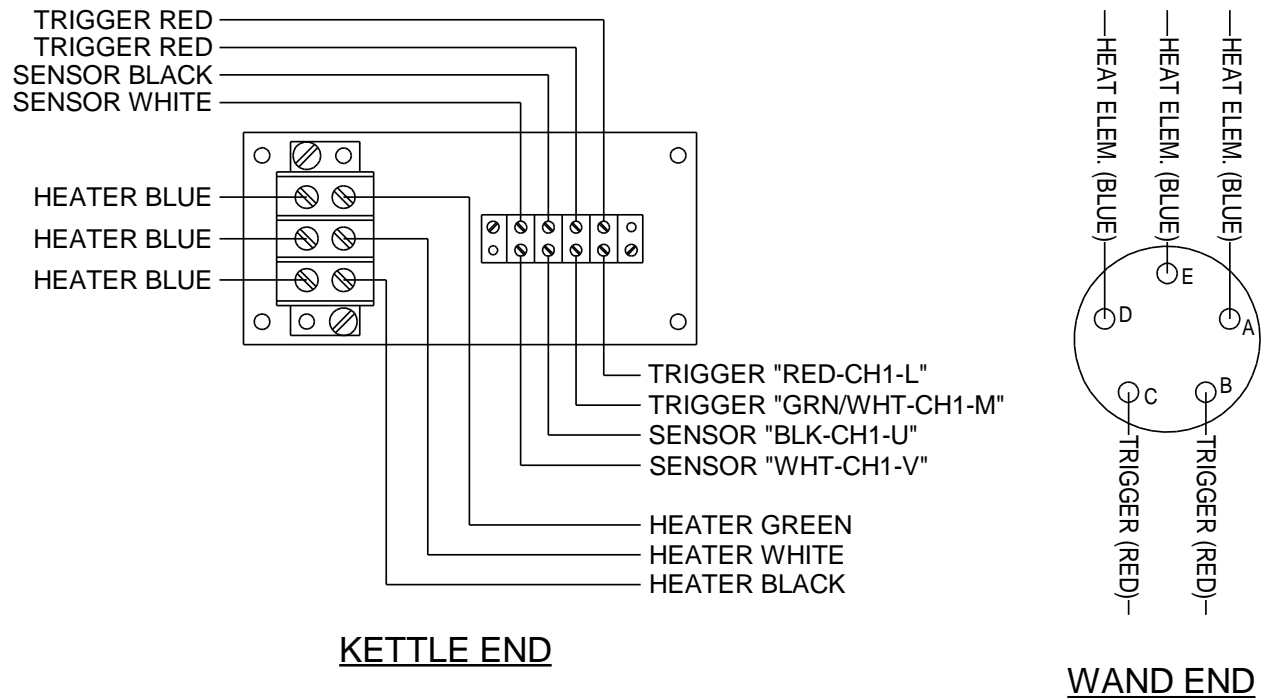 TRIGGER RED
TRIGGER RED
SENSOR BLACK
SENSOR WHITE
HEATER BLUE
HEATER BLUE
HEATER BLUE
TRIGGER "RED-CH1-L"
TRIGGER "GRN/WHT-CH1-M"
SENSOR "BLK-CH1-U"
SENSOR "WHT-CH1-V"
HEATER GREEN
HEATER WHITE
HEATER BLACK
KETTLE END
HEAT ELEM. (BLUE)
HEAT ELEM. (BLUE)
HEAT ELEM. (BLUE)
E
D
A
C
B
TRIGGER (RED)
TRIGGER (RED)
WAND END